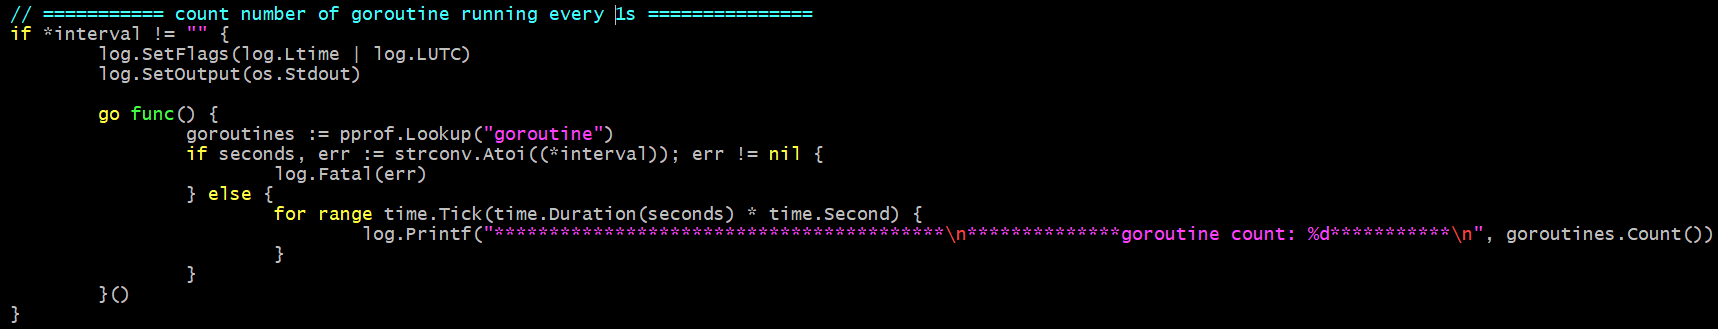 // =========== count number of goroutine running every 1s ===============
if *interval != "" {
        log.SetFlags(log.Ltime | log.LUTC)
        log.SetOutput(os.Stdout)

        go func() {
                goroutines := pprof.Lookup("goroutine")
                if seconds, err := strconv.Atoi((*interval)); err != nil {
                        log.Fatal(err)
                } else {
                        for range time.Tick(time.Duration(seconds) * time.Second) {
                                log.Printf("*****************************************\n**************goroutine count: %d***********\n", goroutines.Count())
                        }
                }
        }()
}